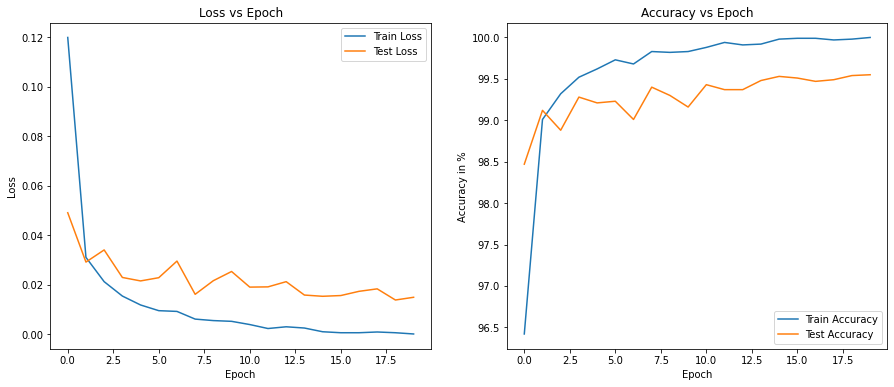 Loss vs Epoch
Train Loss
Test Loss
0.12
0.10
0.08
0.06
0.04
0.02
0.00
Loss
0.0 2.5 5.0 7.5 10.0 12.5 15.0 17.5
Epoch
Accuracy vs Epoch
100.0
99.5
99.0
98.5
98.0
97.5
97.0
96.5
Accuracy in %
Train Accuracy
Test Accuracy
0.0 2.5 5.0 7.5 10.0 12.5 15.0 17.5
Epoch